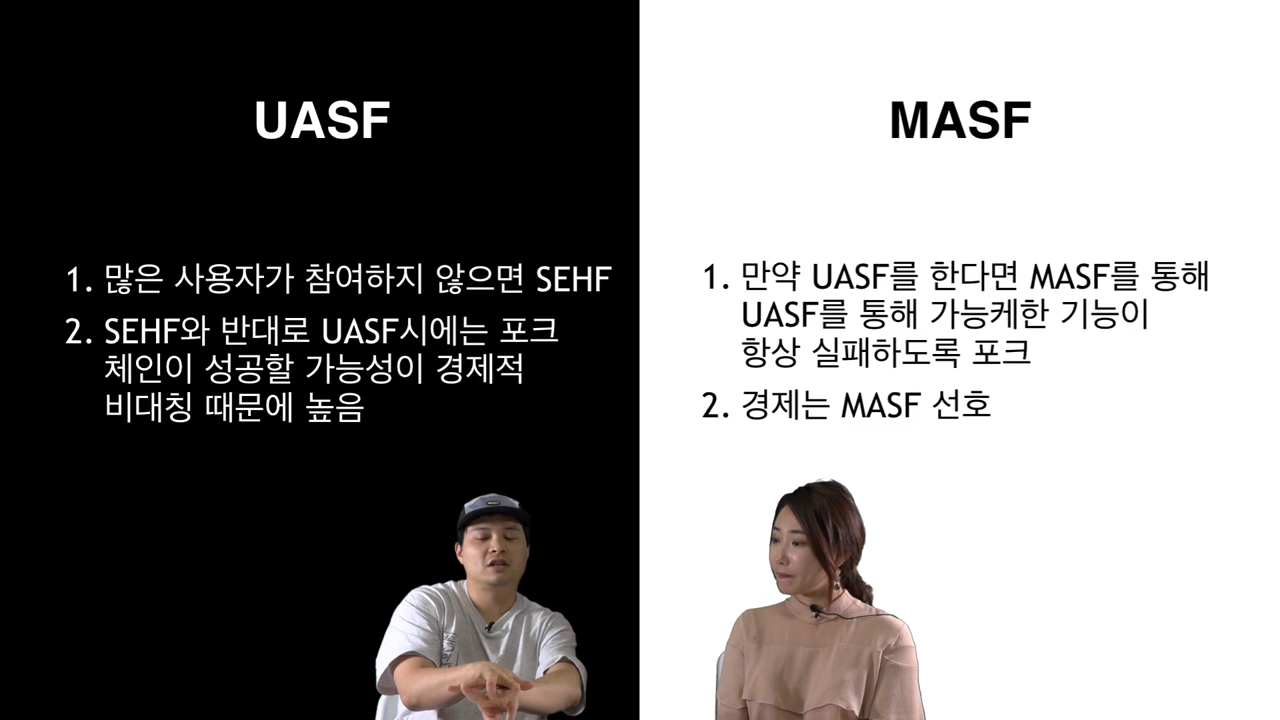 UASF
1. 많은 사용자가 참여하지 않으면 SEHF
2. SEHF와 반대로 UASF시에는 포크
체인이 성공할 가능성이 경제적
비대칭 때문에 높음
MASF
1. 만약 UASF를 한다면 MASF를 통해
UASF를 통해 가능케한 기능이
항상 실패하도록 포크
2. 경제는 MASF 선호